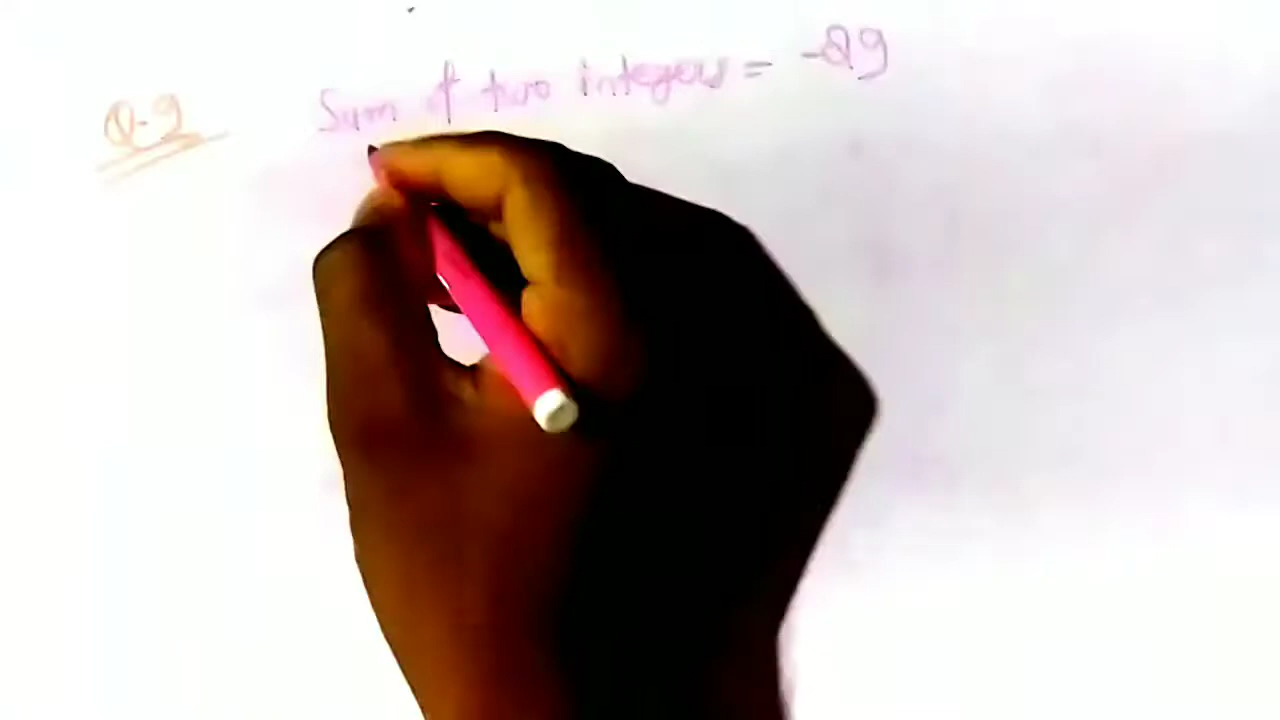 Q-9 Sum of two integers = -29